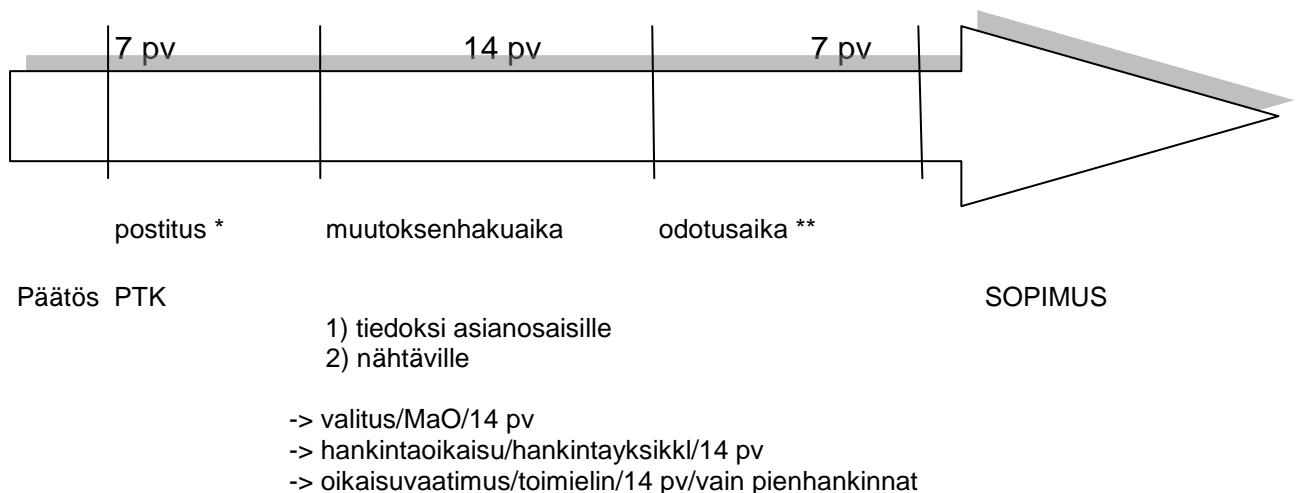 7 pv 14 pv 7 pv
postitus * muutoksenhakuaika odotusaika **
Päätös PTK SOPIMUS
1) tiedoksi asianosaisille
2) nähtäville
-> valitus/MaO/14 pv
-> hankintaoikaisu/hankintayksikkl/14 pv
-> oikaisuvaatimus/toimielin/14 pv/vain pienhankinnat